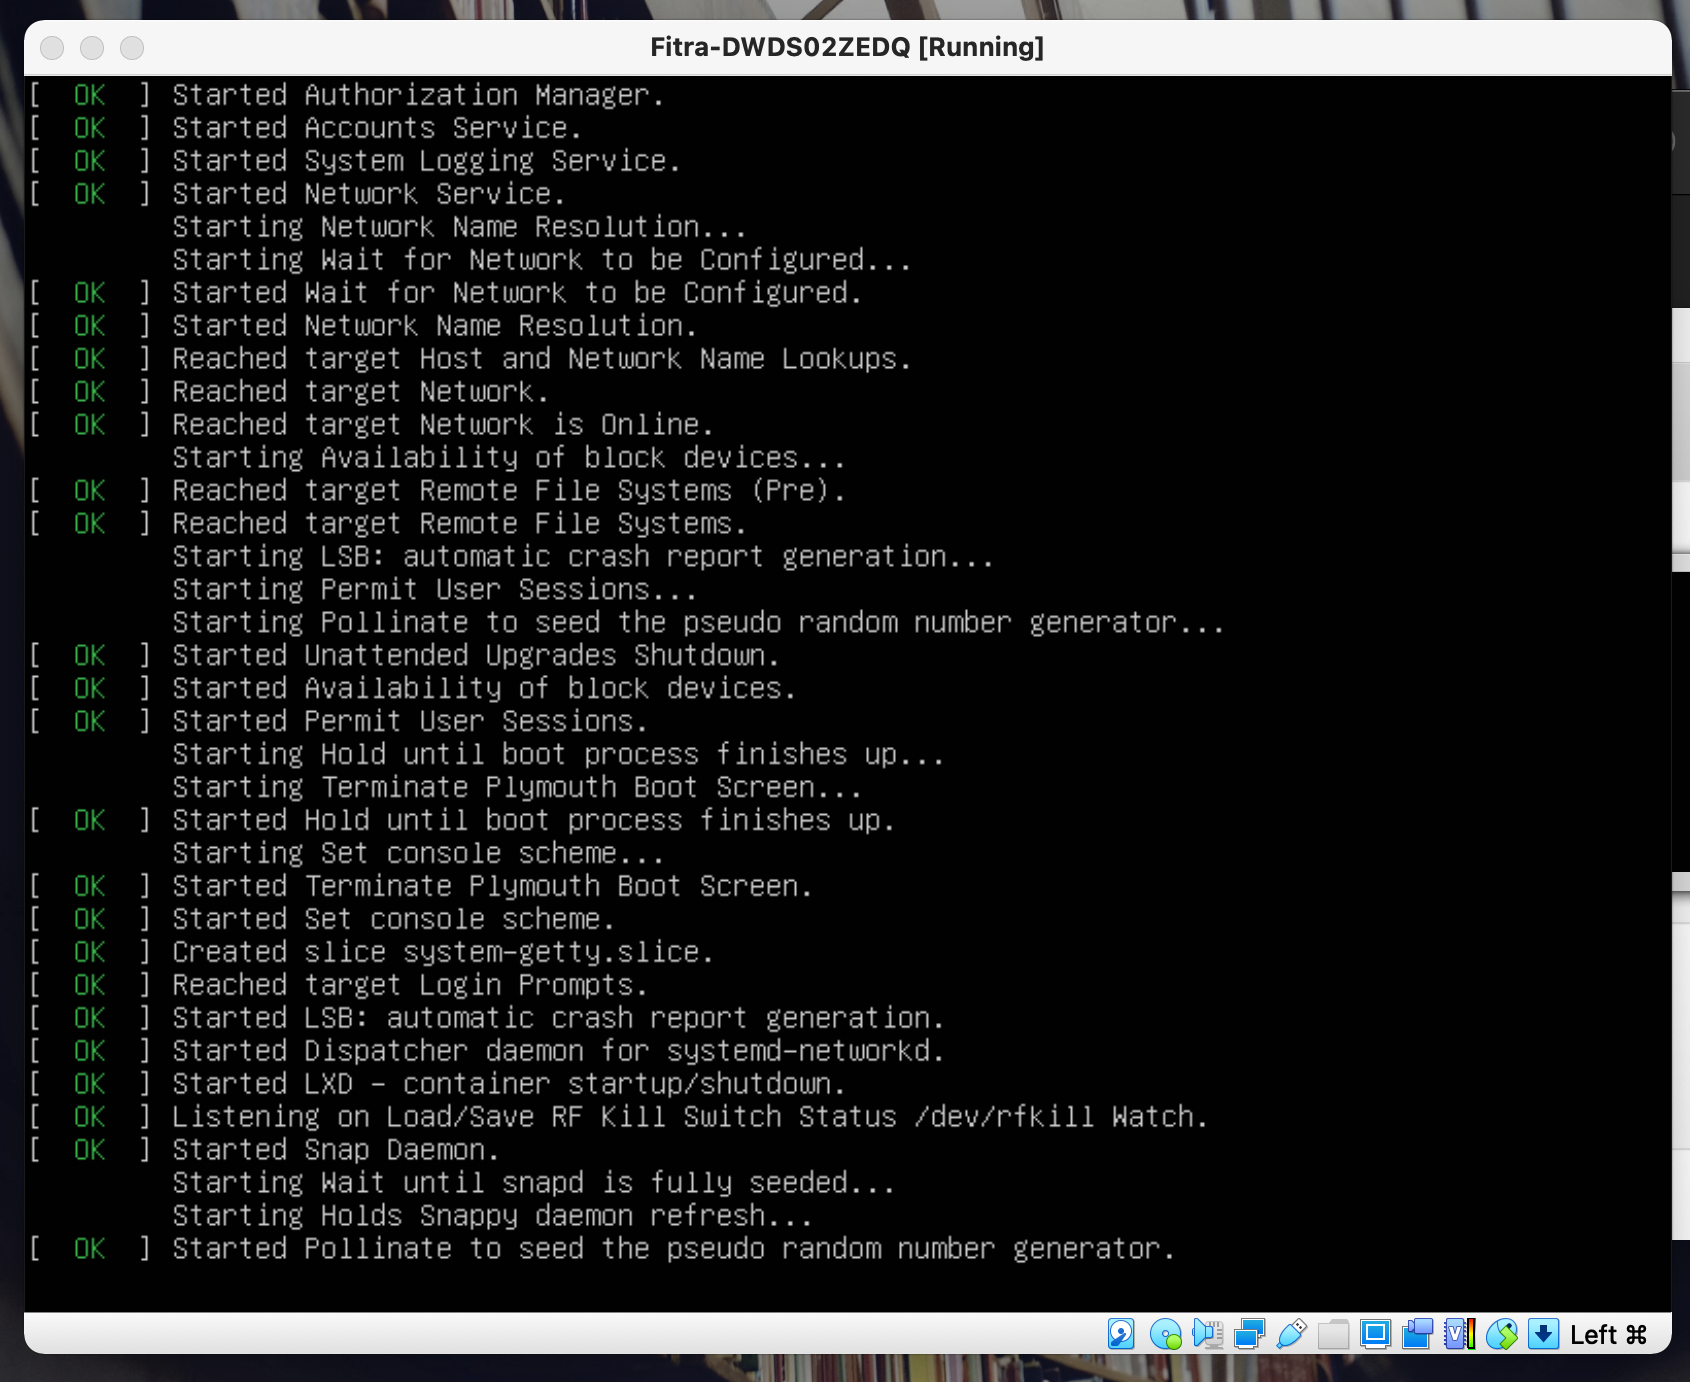 Fitra-DWDS02ZEDQ [Running]
[  OK  ] Started Authorization Manager.
[  OK  ] Started Accounts Service.
[  OK  ] Started System Logging Service.
[  OK  ] Started Network Service.
Starting Network Name Resolution...
Starting Wait for Network to be Configured...
[  OK  ] Started Wait for Network to be Configured.
[  OK  ] Started Network Name Resolution.
[  OK  ] Reached target Host and Network Name Lookups.
[  OK  ] Reached target Network.
[  OK  ] Reached target Network is Online.
Starting Availability of block devices...
[  OK  ] Reached target Remote File Systems (Pre).
[  OK  ] Reached target Remote File Systems.
Starting LSB: automatic crash report generation...
Starting Permit User Sessions...
Starting Pollinate to seed the pseudo random number generator...
[  OK  ] Started Unattended Upgrades Shutdown.
[  OK  ] Started Availability of block devices.
[  OK  ] Started Permit User Sessions.
Starting Hold until boot process finishes up...
Starting Terminate Plymouth Boot Screen...
[  OK  ] Started Hold until boot process finishes up.
Starting Set console scheme...
[  OK  ] Started Terminate Plymouth Boot Screen.
[  OK  ] Started Set console scheme.
[  OK  ] Created slice system-getty.slice.
[  OK  ] Reached target Login Prompts.
[  OK  ] Started LSB: automatic crash report generation.
[  OK  ] Started Dispatcher daemon for systemd-networkd.
[  OK  ] Started LXD - container startup/shutdown.
[  OK  ] Listening on Load/Save RF Kill Switch Status /dev/rfkill Watch.
[  OK  ] Started Snap Daemon.
Starting Wait until snapd is fully seeded...
Starting Holds Snappy daemon refresh...
[  OK  ] Started Pollinate to seed the pseudo random number generator.
Left ⌘